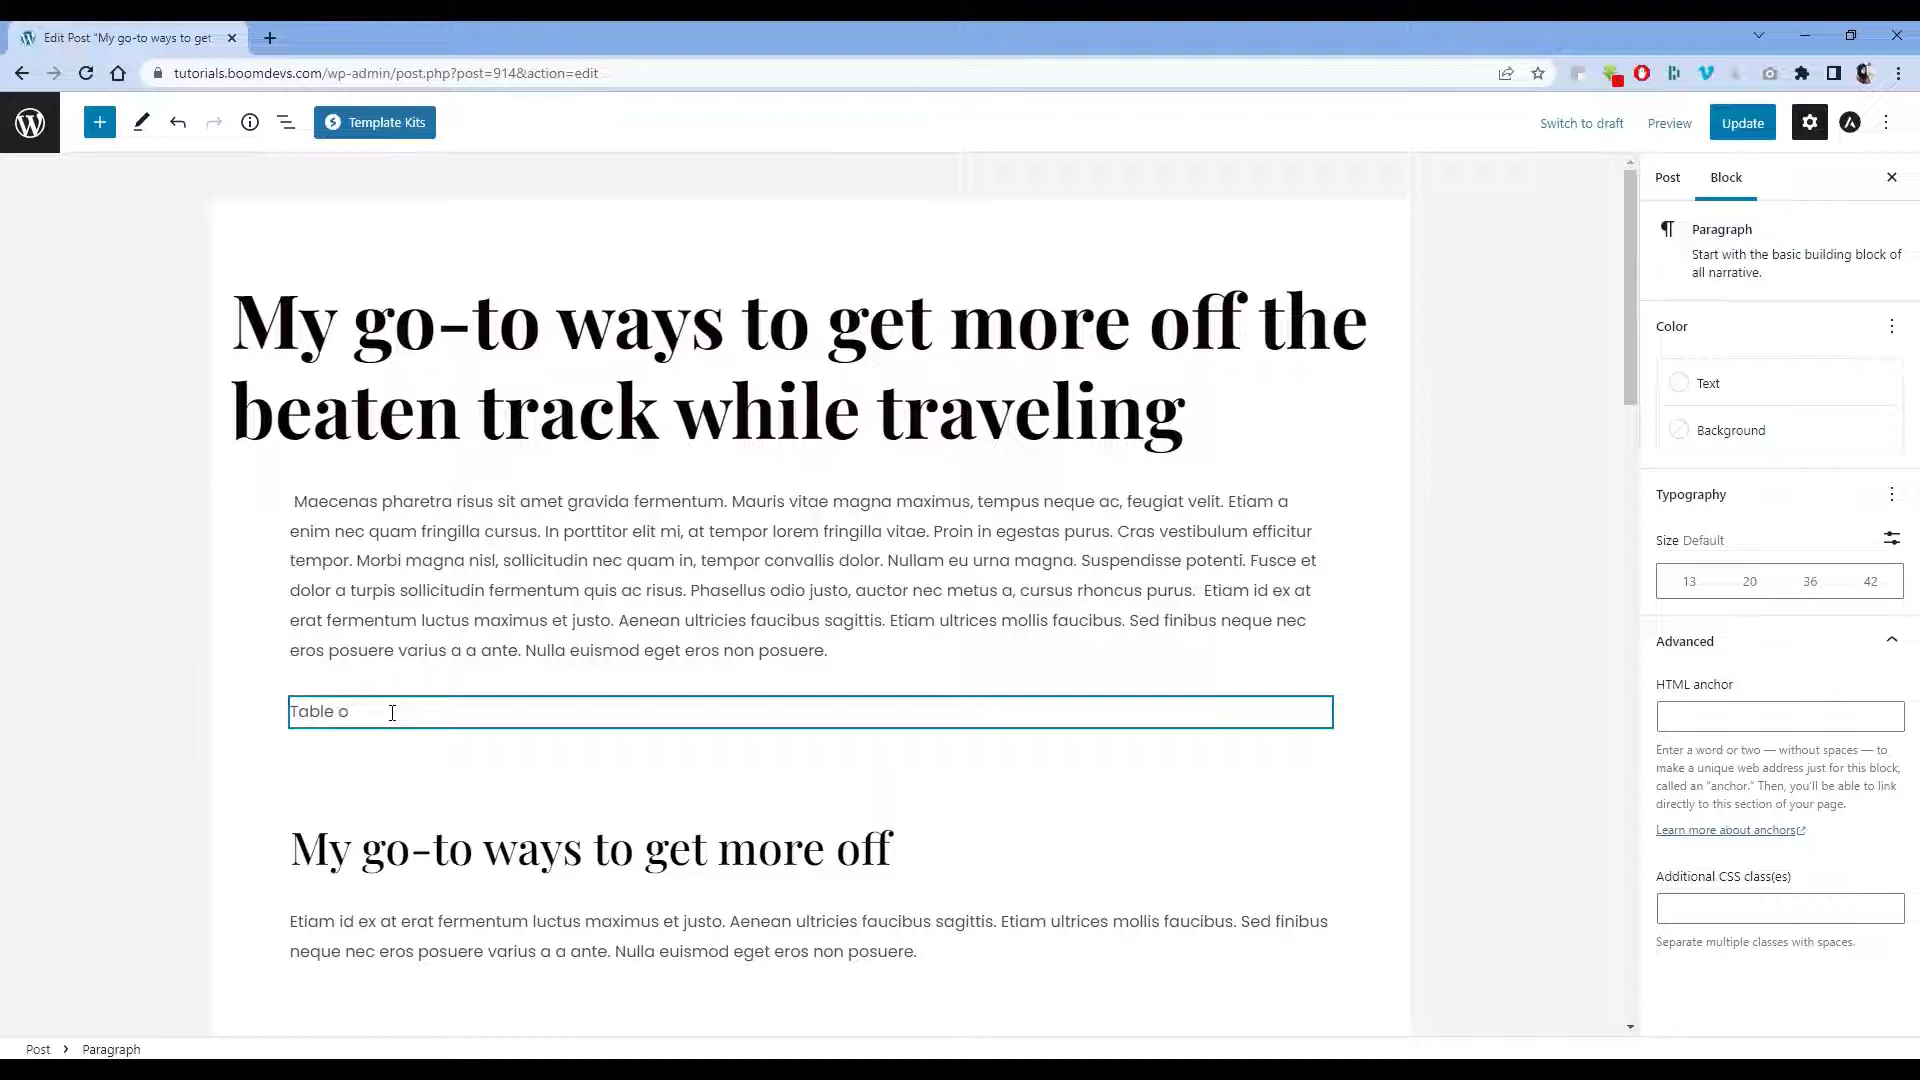 Edit Post "My go-to ways to get
tutorials.boomdevs.com/wp-admin/post.php?post=914&action=edit
Template Kits
Switch to draft
Preview
Update
Post
Block
Paragraph
Start with the basic building block of
all narrative.
My go-to ways to get more off the
beaten track while traveling
Color
Text
Background
Typography
Size Default
13
20
36
42
Maecenas pharetra risus sit amet gravida fermentum. Mauris vitae magna maximus, tempus neque ac, feugiat velit. Etiam a
enim nec quam fringilla cursus. In porttitor elit mi, at tempor lorem fringilla vitae. Proin in egestas purus. Cras vestibulum efficitur
tempor. Morbi magna nisl, sollicitudin nec quam in, tempor convallis dolor. Nullam eu urna magna. Suspendisse potenti. Fusce et
dolor a turpis sollicitudin fermentum quis ac risus. Phasellus odio justo, auctor nec metus a, cursus rhoncus purus.  Etiam id ex at
erat fermentum luctus maximus et justo. Aenean ultricies faucibus sagittis. Etiam ultrices mollis faucibus. Sed finibus neque nec
eros posuere varius a a ante. Nulla euismod eget eros non posuere.
Table o
Advanced
HTML anchor
Enter a word or two — without spaces — to
make a unique web address just for this block,
called an "anchor." Then, you'll be able to link
directly to this section of your page.
Learn more about anchors
My go-to ways to get more off
Etiam id ex at erat fermentum luctus maximus et justo. Aenean ultricies faucibus sagittis. Etiam ultrices mollis faucibus. Sed finibus
neque nec eros posuere varius a a ante. Nulla euismod eget eros non posuere.
Additional CSS class(es)
Separate multiple classes with spaces.
Post
Paragraph